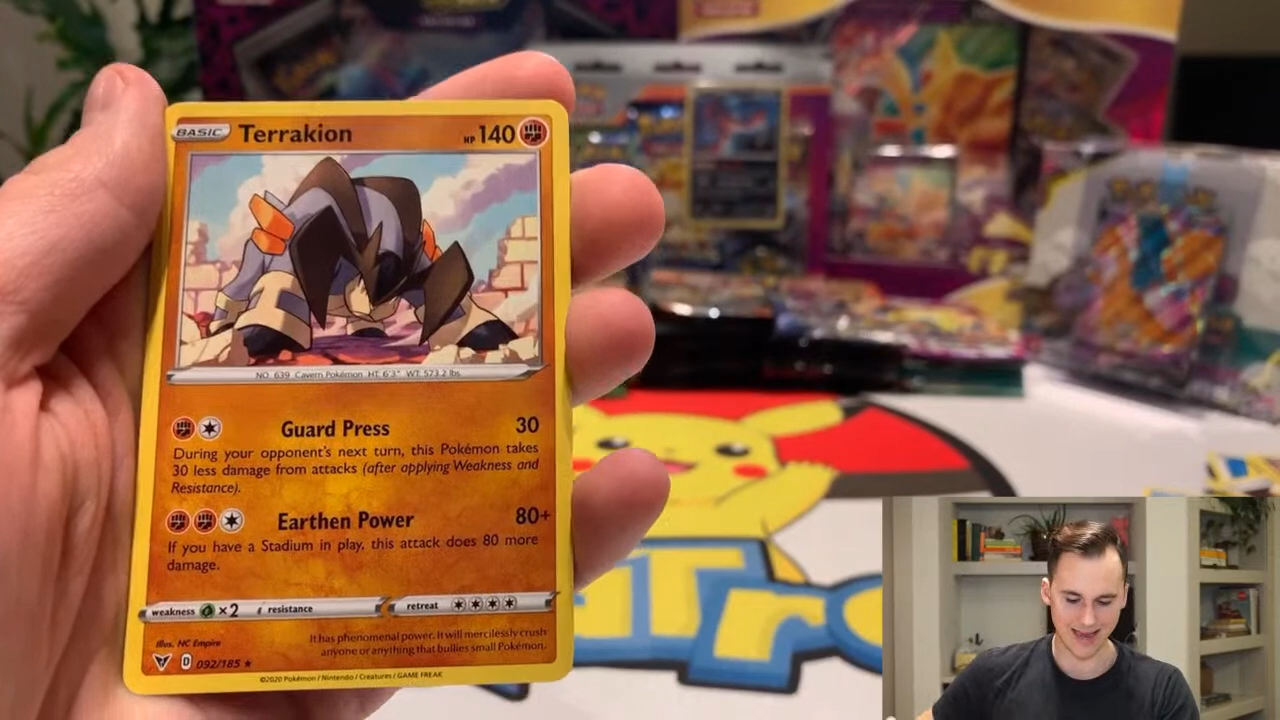 BASIC Terrakion HP 140
NO. 639 Cavern Pokémon HT: 6'3" WT: 573.2 lbs
Guard Press 30
During your opponent's next turn, this Pokémon takes
30 less damage from attacks (after applying Weakness and
Resistance).
Earthen Power 80+
If you have a Stadium in play, this attack does 80 more
damage.
weakness ×2 resistance retreat
Illus. NC Empire
It has phenomenal power. It will mercilessly crush
anyone or anything that bullies small Pokémon.
D 092/185 ★
©2020 Pokémon / Nintendo / Creatures / GAME FREAK